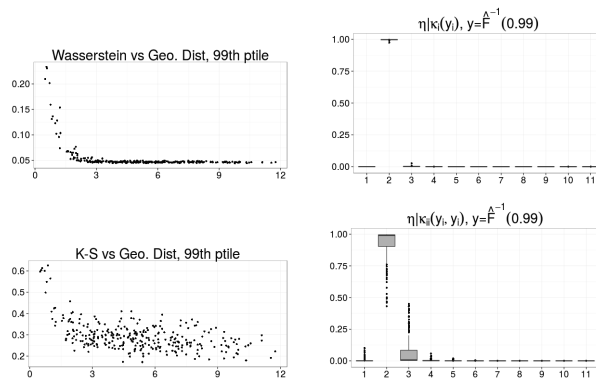 Wasserstein vs Geo. Dist, 99th ptile
0.20
0.15
0.10
0.05
0 3 6 9 12
η|κᵢ(yᵢ), y=F̂⁻¹(0.99)
1.00
0.75
0.50
0.25
0.00
1 2 3 4 5 6 7 8 9 10 11
K-S vs Geo. Dist, 99th ptile
0.6
0.5
0.4
0.3
0.2
0 3 6 9 12
η|κᵢᵢ(yᵢ, yᵢ), y=F̂⁻¹(0.99)
1.00
0.75
0.50
0.25
0.00
1 2 3 4 5 6 7 8 9 10 11